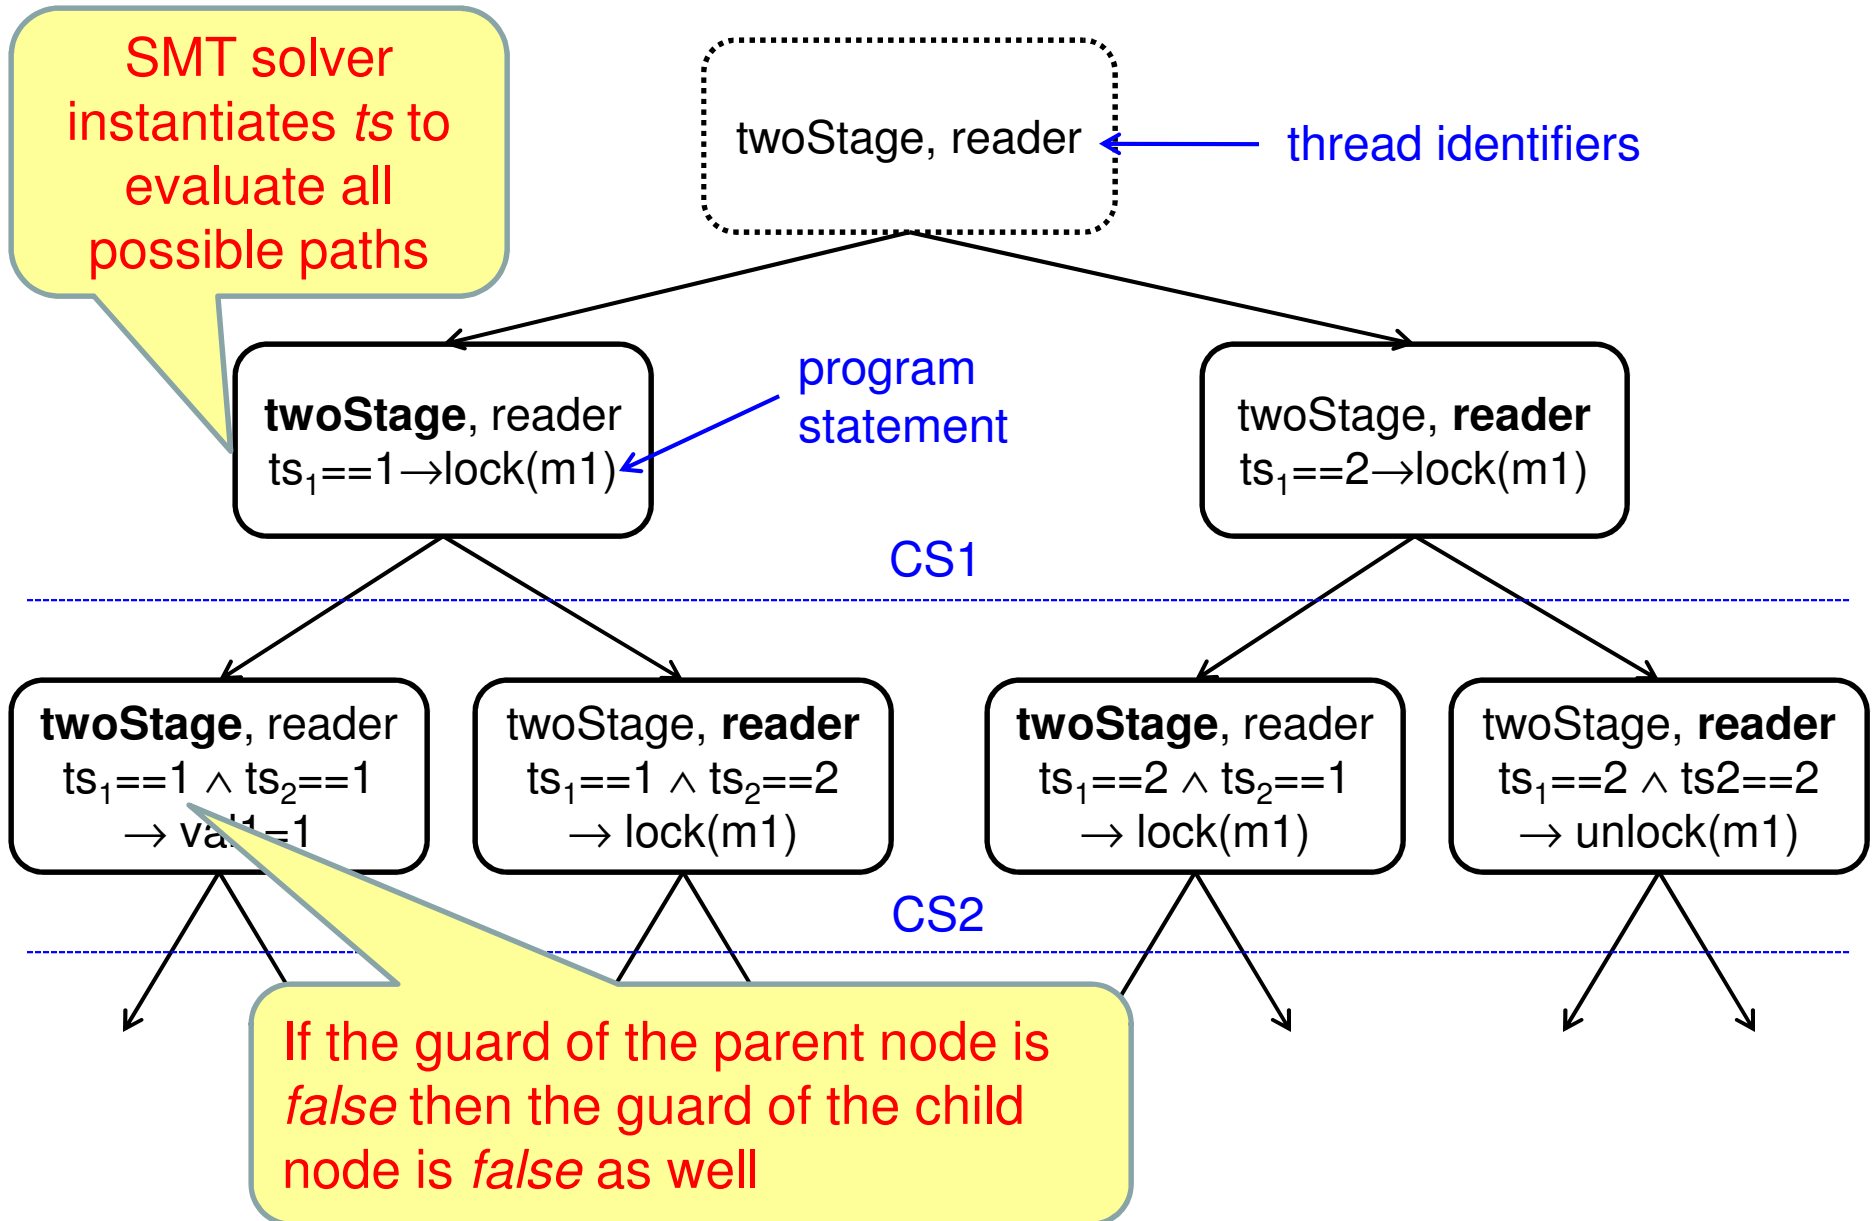 SMT solver
instantiates ts to
evaluate all
possible paths
twoStage, reader
thread identifiers
twoStage, reader
ts₁==1→lock(m1)
program
statement
twoStage, reader
ts₁==2→lock(m1)
CS1
twoStage, reader
ts₁==1 ∧ ts₂==1
→ val1=1
twoStage, reader
ts₁==1 ∧ ts₂==2
→ lock(m1)
twoStage, reader
ts₁==2 ∧ ts₂==1
→ lock(m1)
twoStage, reader
ts₁==2 ∧ ts2==2
→ unlock(m1)
CS2
If the guard of the parent node is
false then the guard of the child
node is false as well